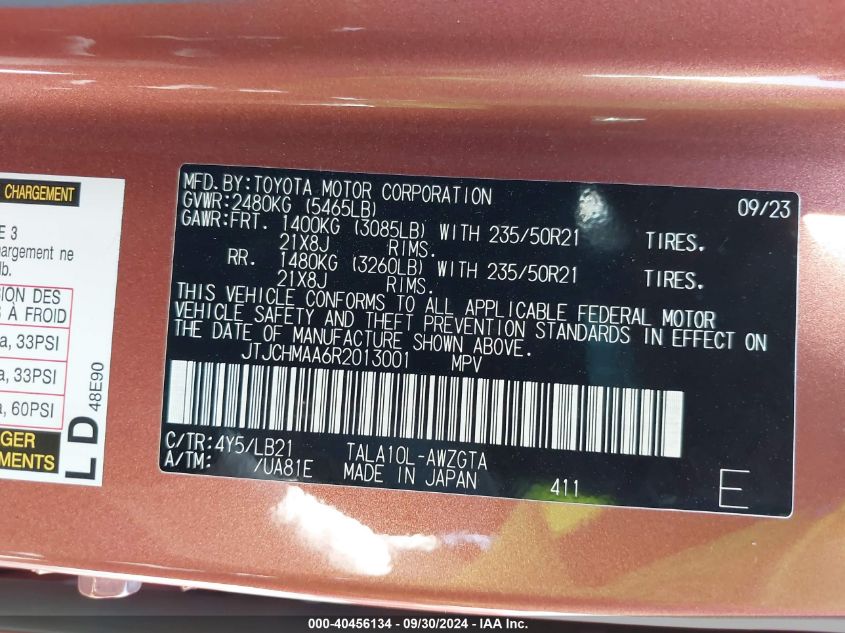 CHARGEMENT
E 3
chargement ne
lb.
SION DES
S À FROID
a, 33PSI
a, 33PSI
a, 60PSI
NGER
EMENTS
LD
48E90
MFD.BY:TOYOTA MOTOR CORPORATION 09/23
GVWR:2480KG (5465LB)
GAWR:FRT. 1400KG (3085LB) WITH 235/50R21 TIRES.
21X8J RIMS.
RR. 1480KG (3260LB) WITH 235/50R21 TIRES.
21X8J RIMS.
THIS VEHICLE CONFORMS TO ALL APPLICABLE FEDERAL MOTOR
VEHICLE SAFETY AND THEFT PREVENTION STANDARDS IN EFFECT ON
THE DATE OF MANUFACTURE SHOWN ABOVE.
JTJCHMAA6R2013001 MPV
C/TR:4Y5/LB21 TALA10L-AWZGTA
A/TM: /UA81E MADE IN JAPAN 411 E
000-40456134 - 09/30/2024 - IAA Inc.